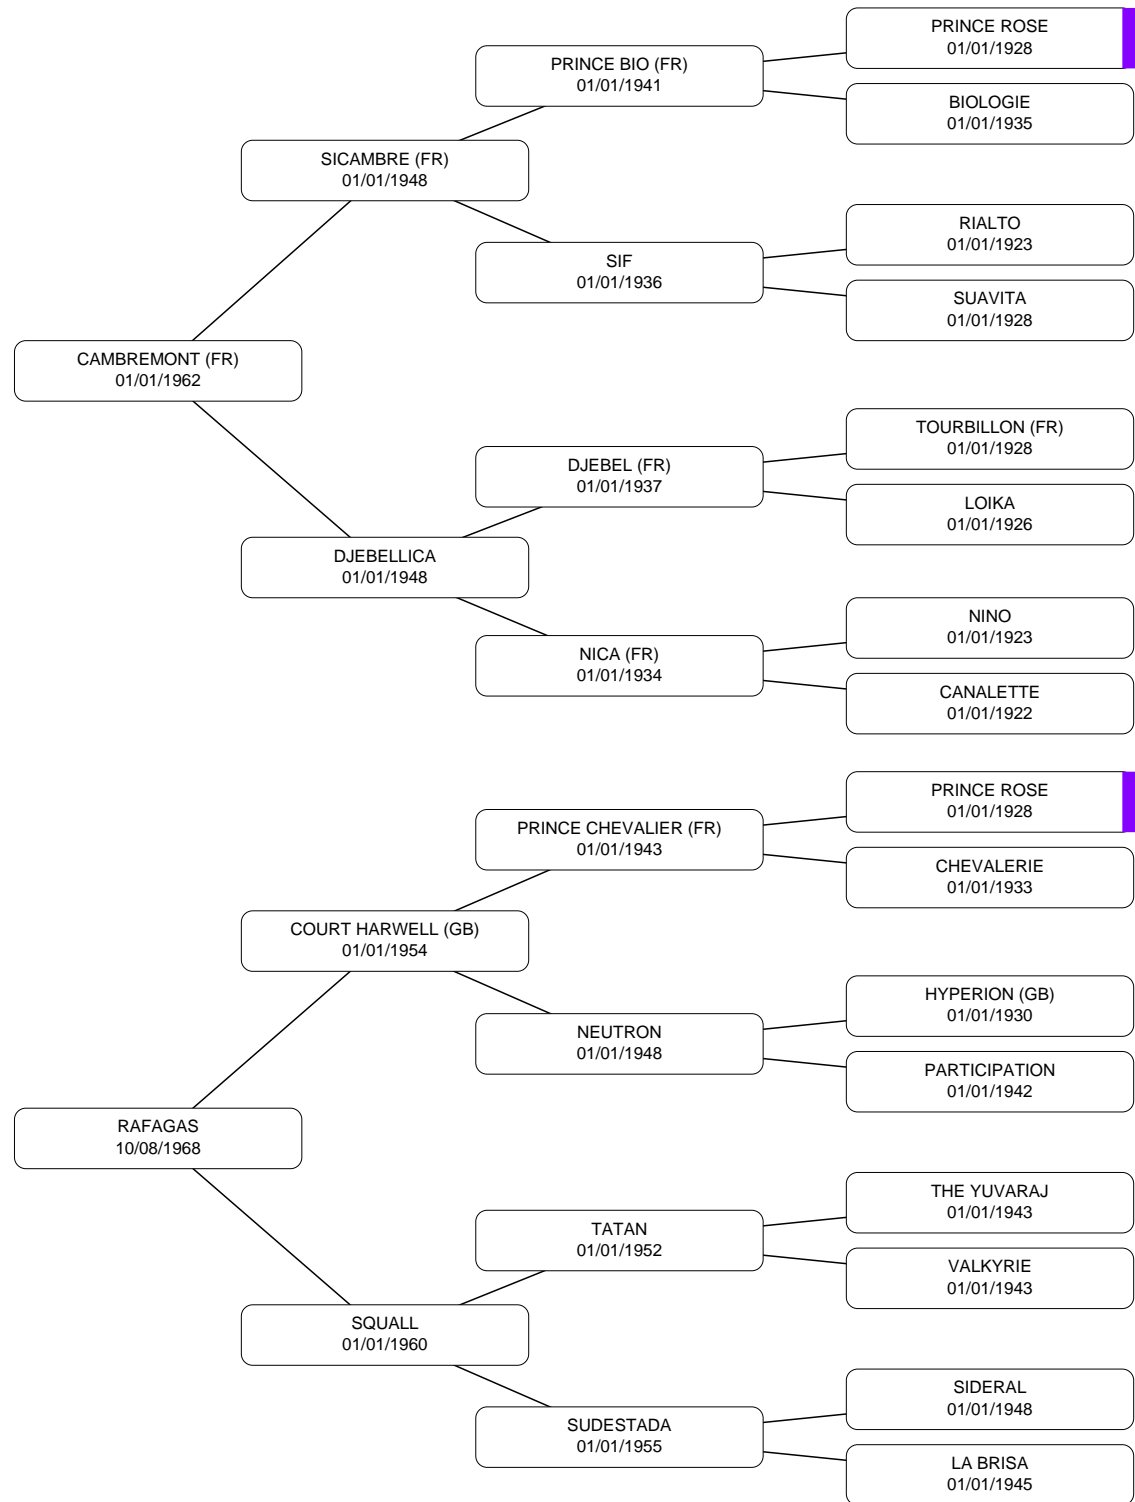 PRINCE ROSE
01/01/1928
PRINCE BIO (FR)
01/01/1941
BIOLOGIE
01/01/1935
SICAMBRE (FR)
01/01/1948
RIALTO
01/01/1923
SIF
01/01/1936
SUAVITA
01/01/1928
CAMBREMONT (FR)
01/01/1962
TOURBILLON (FR)
01/01/1928
DJEBEL (FR)
01/01/1937
LOIKA
01/01/1926
DJEBELLICA
01/01/1948
NINO
01/01/1923
NICA (FR)
01/01/1934
CANALETTE
01/01/1922
PRINCE ROSE
01/01/1928
PRINCE CHEVALIER (FR)
01/01/1943
CHEVALERIE
01/01/1933
COURT HARWELL (GB)
01/01/1954
HYPERION (GB)
01/01/1930
NEUTRON
01/01/1948
PARTICIPATION
01/01/1942
RAFAGAS
10/08/1968
THE YUVARAJ
01/01/1943
TATAN
01/01/1952
VALKYRIE
01/01/1943
SQUALL
01/01/1960
SIDERAL
01/01/1948
SUDESTADA
01/01/1955
LA BRISA
01/01/1945